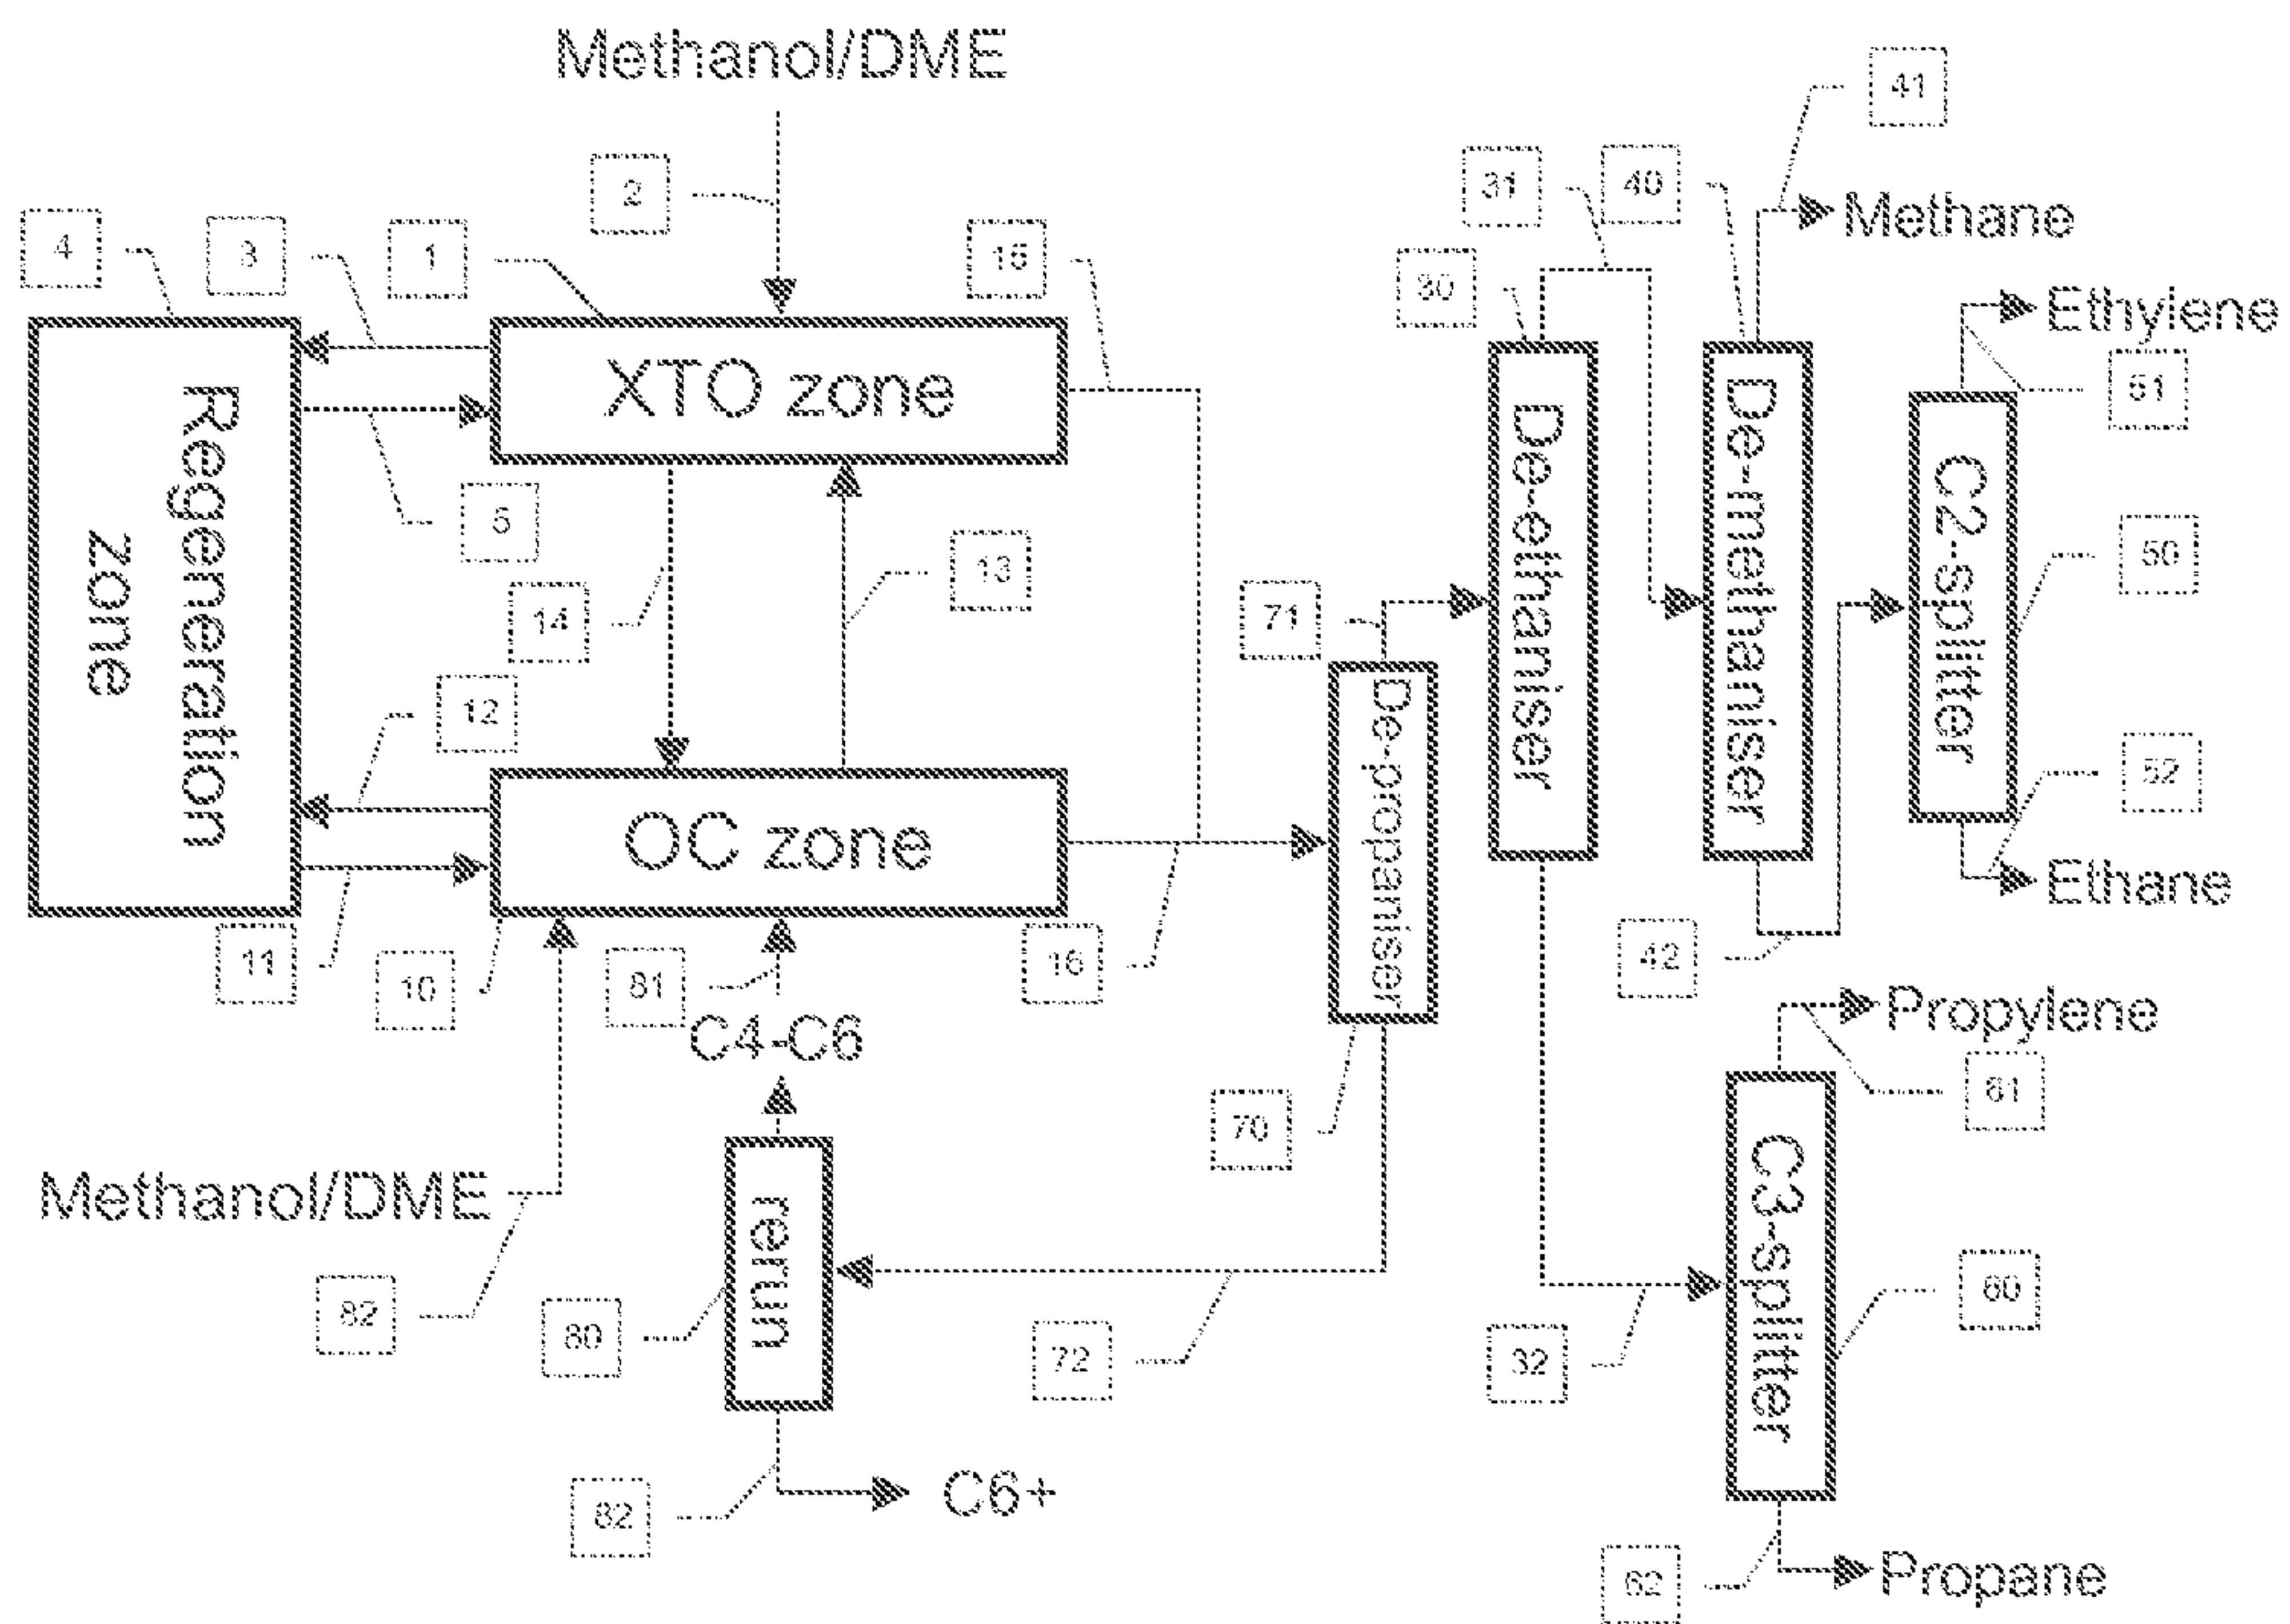 Methanol/DME
41
2
31
40
Methane
4
3
1
15
30
Ethylene
XTO zone
51
Regeneration
zone
De-ethaniser
De-methaniser
C2-splitter
5
14
13
71
50
12
De-propaniser
52
OC zone
Ethane
11
10
81
16
42
C4-C6
Propylene
61
70
Methanol/DME
rerun
C3-splitter
82
80
72
32
60
82
C6+
62
Propane